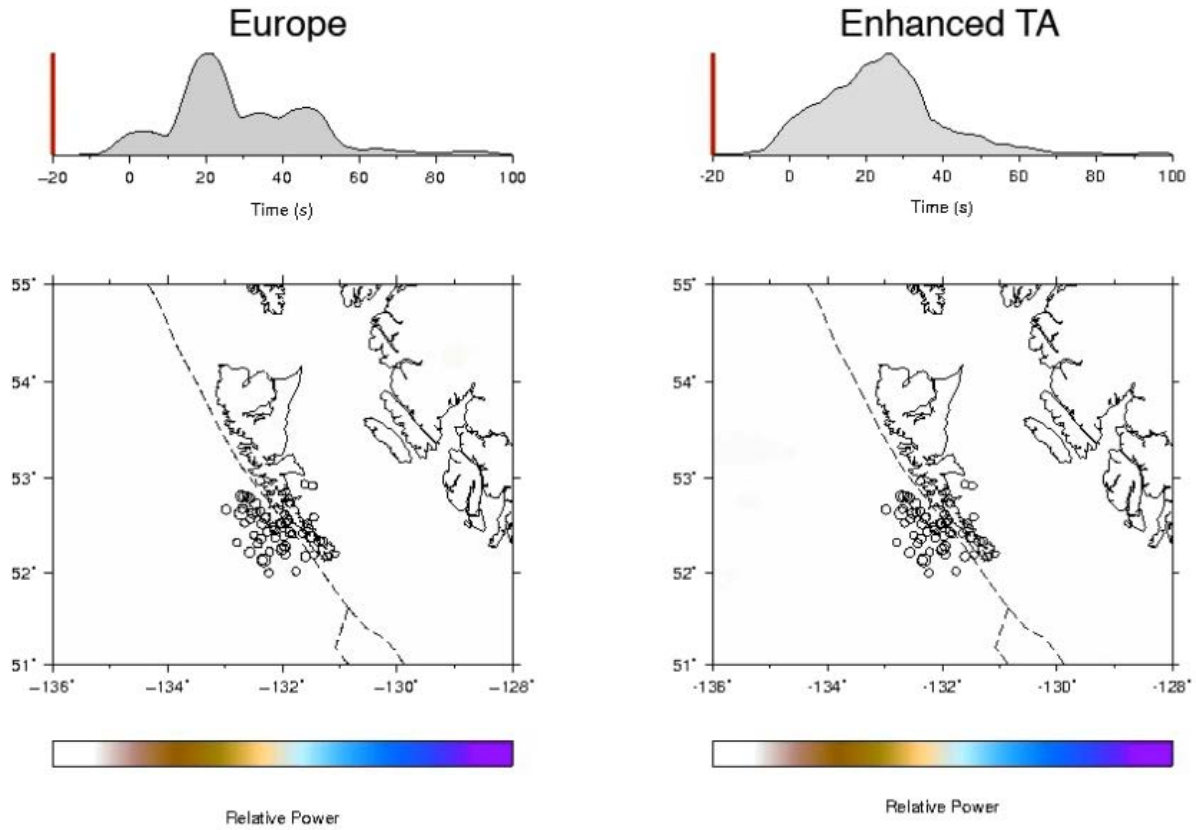 Europe
Enhanced TA
−20 0 20 40 60 80 100
-20 0 20 40 60 80 100
Time (s)
Time (s)
55°
54°
53°
52°
51°
−136° −134° −132° −130° −128°
55°
54°
53°
52°
51°
-136° -134° -132° -130° -128°
Relative Power
Relative Power